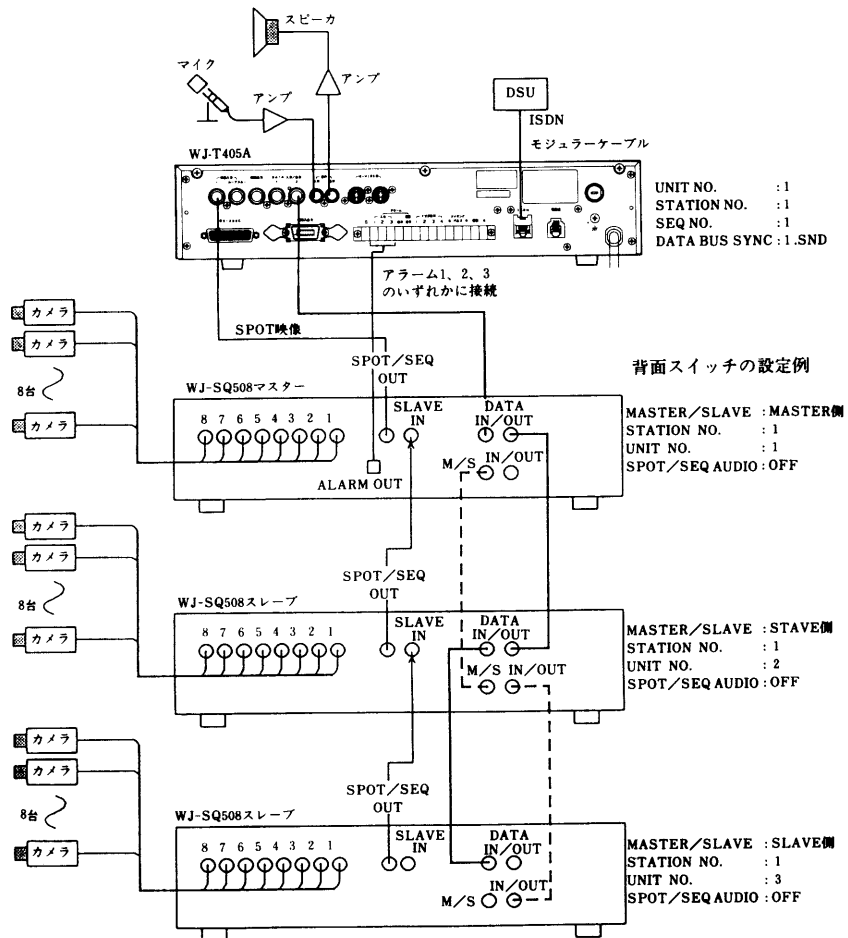 スピーカ
マイク
アンプ
アンプ
DSU
ISDN
モジュラーケーブル
WJ-T405A
UNIT NO. :1
STATION NO. :1
SEQ NO. :1
DATA BUS SYNC :1.SND
アラーム1、2、3
のいずれかに接続
カメラ
カメラ
8台
カメラ
SPOT映像
SPOT/SEQ
OUT
背面スイッチの設定例
WJ-SQ508マスター
8 7 6 5 4 3 2 1
SLAVE
IN
DATA
IN/OUT
M/S IN/OUT
ALARM OUT
MASTER/SLAVE :MASTER側
STATION NO. :1
UNIT NO. :1
SPOT/SEQ AUDIO :OFF
カメラ
カメラ
8台
カメラ
SPOT/SEQ
OUT
WJ-SQ508スレーブ
8 7 6 5 4 3 2 1
SLAVE
IN
DATA
IN/OUT
M/S IN/OUT
MASTER/SLAVE :STAVE側
STATION NO. :1
UNIT NO. :2
SPOT/SEQ AUDIO :OFF
カメラ
カメラ
8台
カメラ
SPOT/SEQ
OUT
WJ-SQ508スレーブ
8 7 6 5 4 3 2 1
SLAVE
IN
DATA
IN/OUT
M/S IN/OUT
MASTER/SLAVE :SLAVE側
STATION NO. :1
UNIT NO. :3
SPOT/SEQ AUDIO :OFF